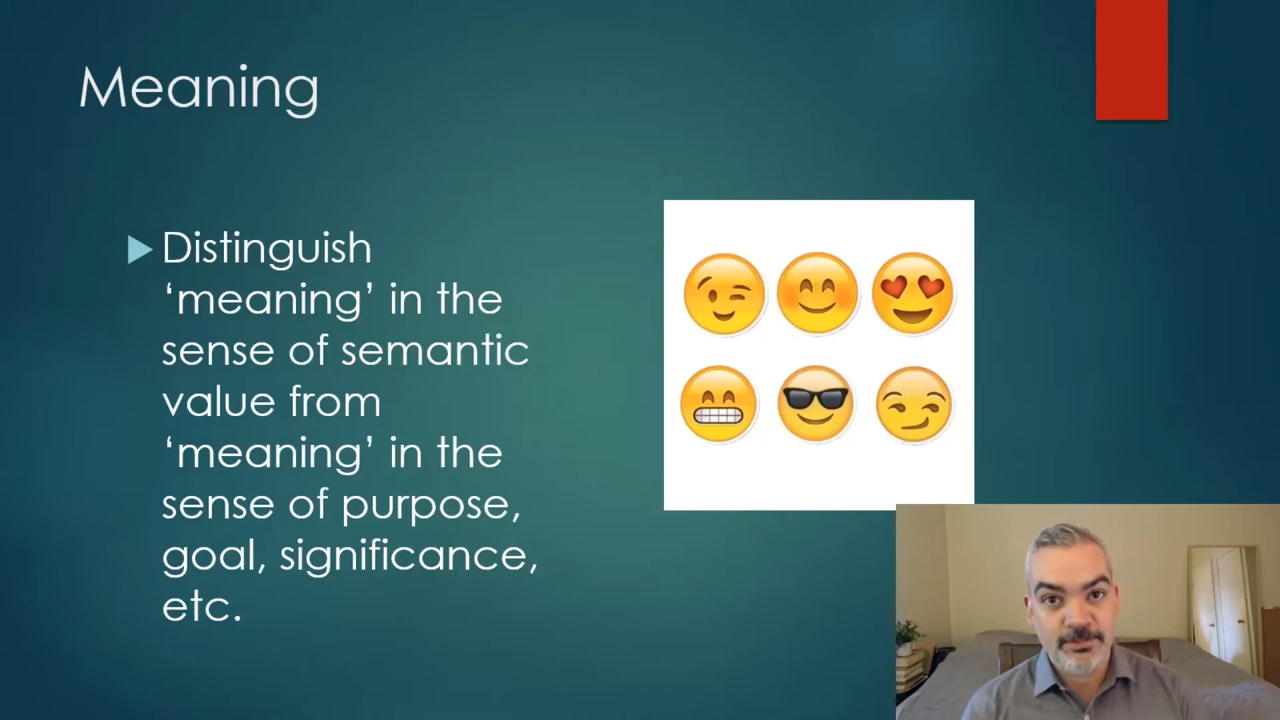 Meaning
Distinguish
‘meaning’ in the
sense of semantic
value from
‘meaning’ in the
sense of purpose,
goal, significance,
etc.